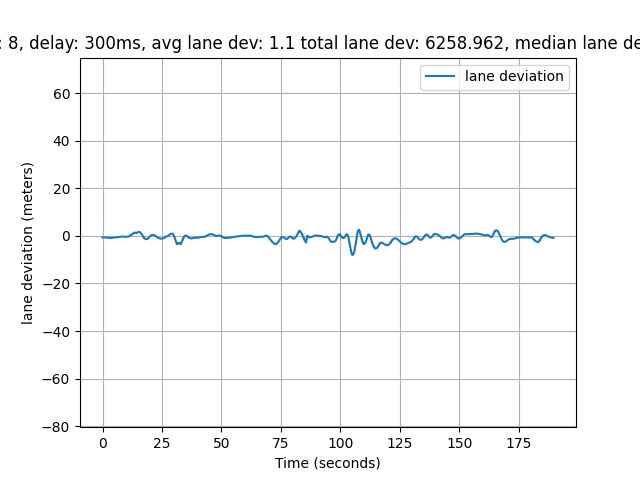 : 8, delay: 300ms, avg lane dev: 1.1 total lane dev: 6258.962, median lane de
lane deviation
60
40
20
0
−20
−40
−60
−80
lane deviation (meters)
0 25 50 75 100 125 150 175
Time (seconds)